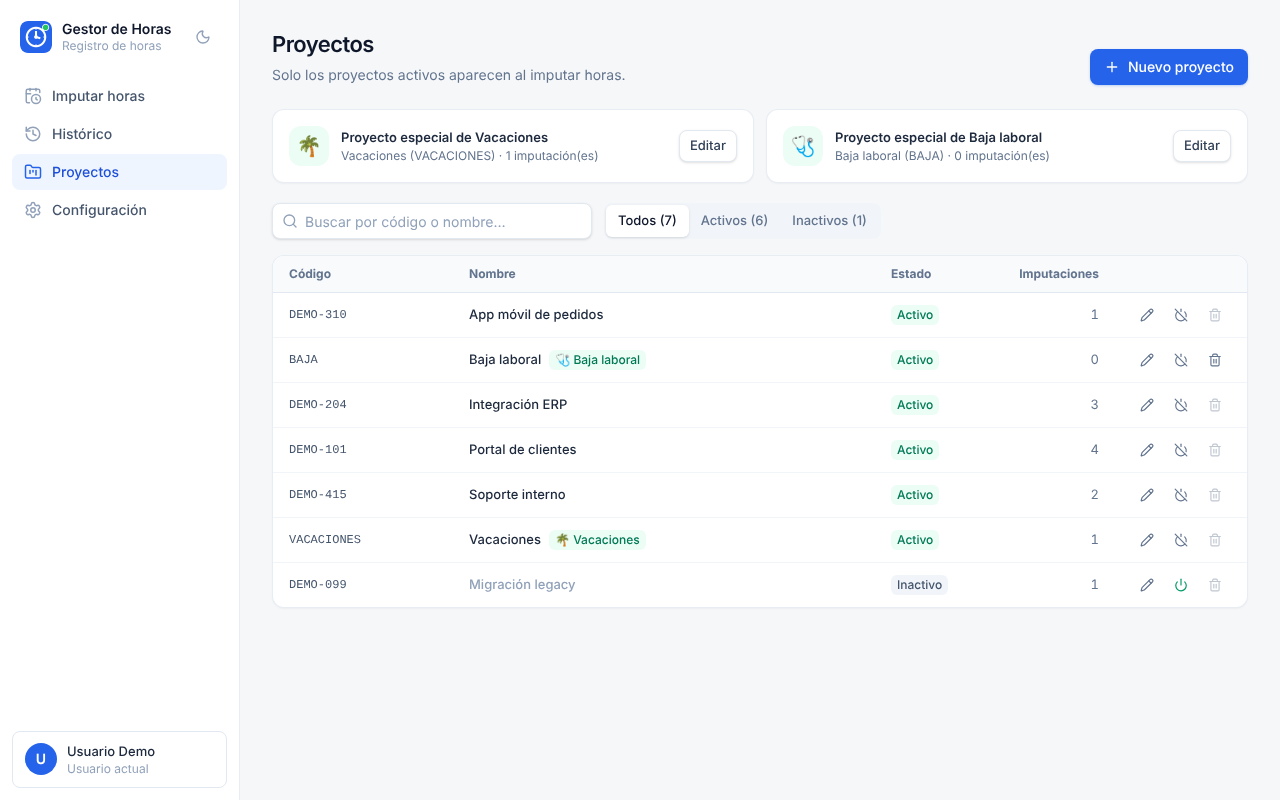 Gestor de Horas
Registro de horas
Imputar horas
Histórico
Proyectos
Configuración
U
Usuario Demo
Usuario actual
Proyectos
Solo los proyectos activos aparecen al imputar horas.
Nuevo proyecto
Proyecto especial de Vacaciones
Vacaciones (VACACIONES) · 1 imputación(es)
Editar
Proyecto especial de Baja laboral
Baja laboral (BAJA) · 0 imputación(es)
Editar
Buscar por código o nombre...
Todos (7) Activos (6) Inactivos (1)
Código Nombre Estado Imputaciones
DEMO-310 App móvil de pedidos Activo 1
BAJA Baja laboral Baja laboral Activo 0
DEMO-204 Integración ERP Activo 3
DEMO-101 Portal de clientes Activo 4
DEMO-415 Soporte interno Activo 2
VACACIONES Vacaciones Vacaciones Activo 1
DEMO-099 Migración legacy Inactivo 1